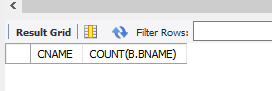 Result Grid Filter Rows:
CNAME COUNT(B.BNAME)